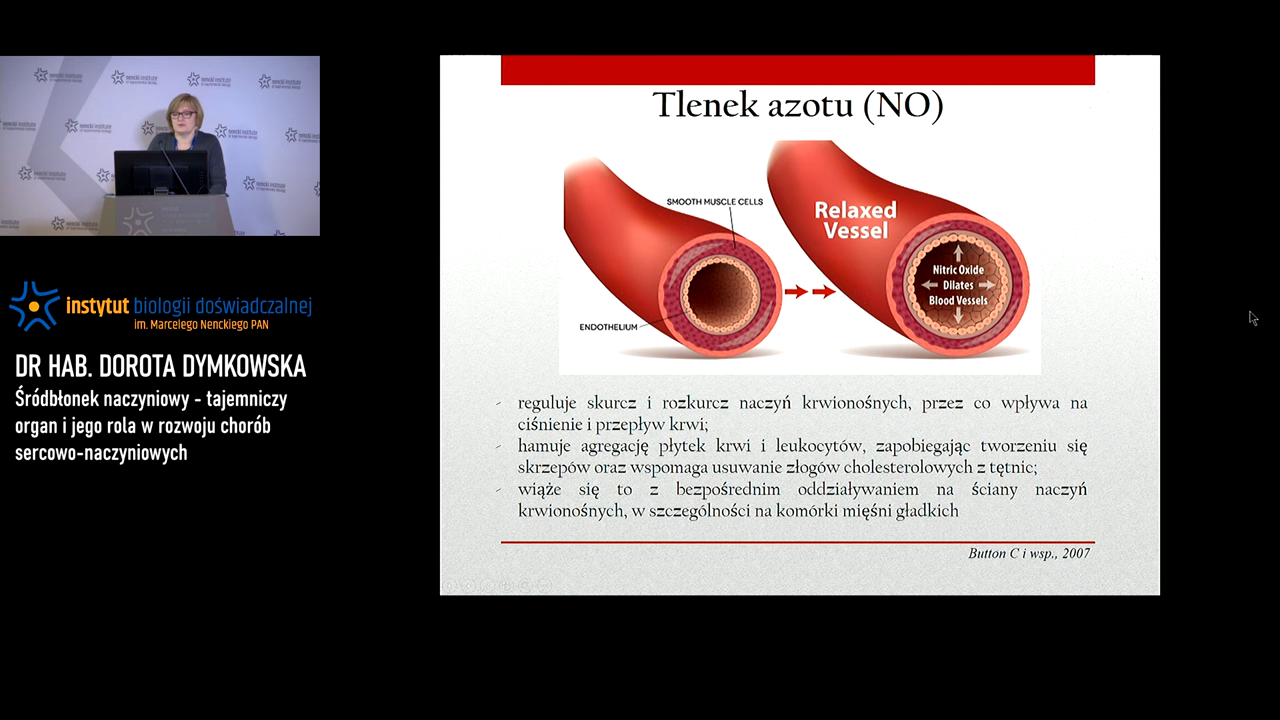 nencki institute
instytut biologii doświadczalnej
im. Marcelego Nenckiego PAN
DR HAB. DOROTA DYMKOWSKA
Śródbłonek naczyniowy - tajemniczy
organ i jego rola w rozwoju chorób
sercowo-naczyniowych
Tlenek azotu (NO)
SMOOTH MUSCLE CELLS
ENDOTHELIUM
Relaxed
Vessel
Nitric Oxide
Dilates
Blood Vessels
- reguluje skurcz i rozkurcz naczyń krwionośnych, przez co wpływa na
ciśnienie i przepływ krwi;
- hamuje agregację płytek krwi i leukocytów, zapobiegając tworzeniu się
skrzepów oraz wspomaga usuwanie złogów cholesterolowych z tętnic;
- wiąże się to z bezpośrednim oddziaływaniem na ściany naczyń
krwionośnych, w szczególności na komórki mięśni gładkich
Button C i wsp., 2007